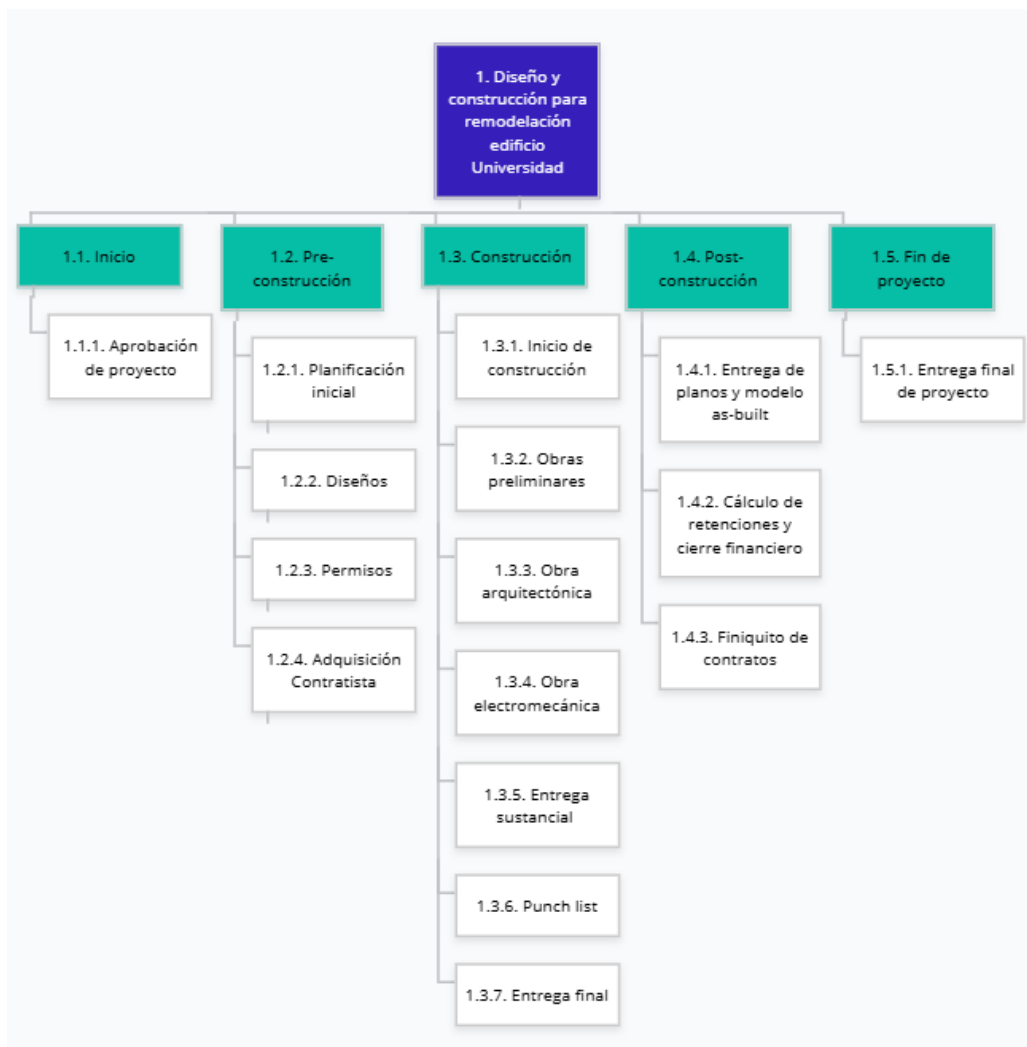 1. Diseño y
construcción para
remodelación
edificio
Universidad
1.1. Inicio
1.1.1. Aprobación
de proyecto
1.2. Pre-
construcción
1.2.1. Planificación
inicial
1.2.2. Diseños
1.2.3. Permisos
1.2.4. Adquisición
Contratista
1.3. Construcción
1.3.1. Inicio de
construcción
1.3.2. Obras
preliminares
1.3.3. Obra
arquitectónica
1.3.4. Obra
electromecánica
1.3.5. Entrega
sustancial
1.3.6. Punch list
1.3.7. Entrega final
1.4. Post-
construcción
1.4.1. Entrega de
planos y modelo
as-built
1.4.2. Cálculo de
retenciones y
cierre financiero
1.4.3. Finiquito de
contratos
1.5. Fin de
proyecto
1.5.1. Entrega final
de proyecto